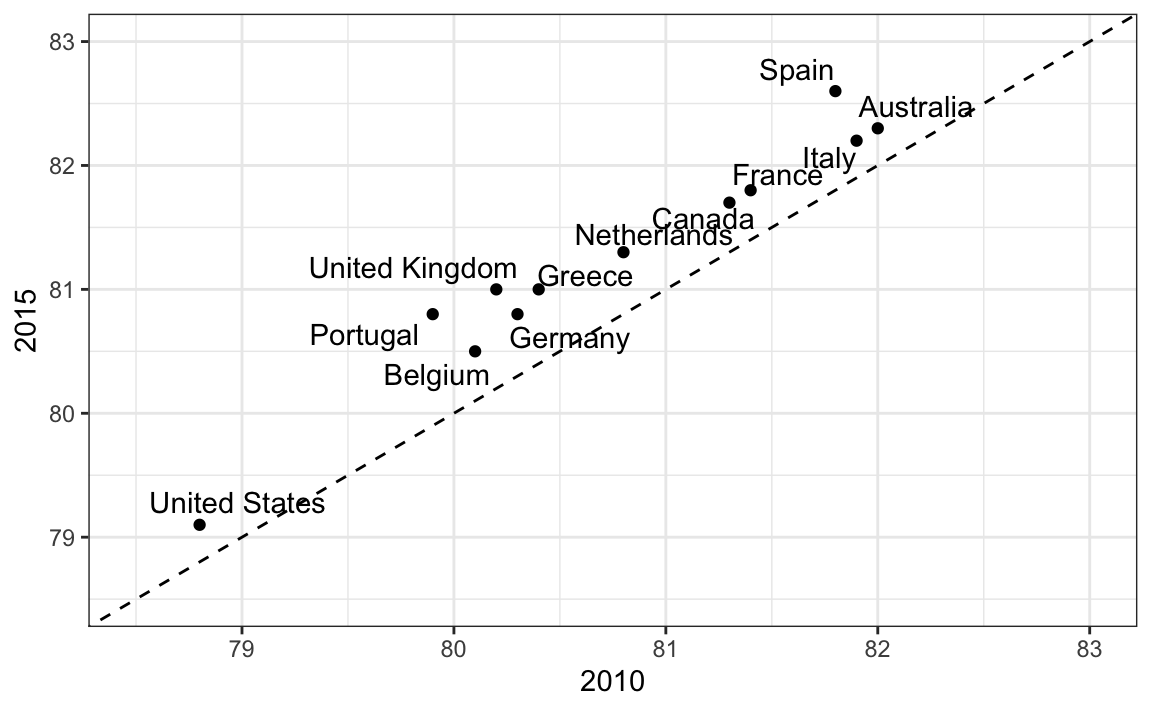 83
Spain
Australia
82
Italy
France
Canada
Netherlands
United Kingdom
Greece
81
2015
Portugal
Germany
Belgium
80
United States
79
79
80
81
82
83
2010